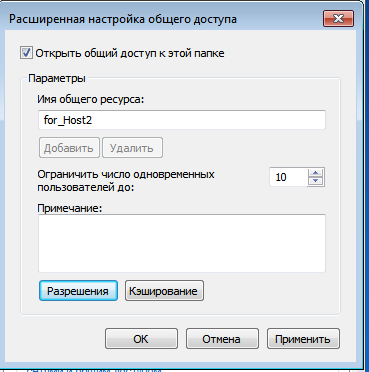 Расширенная настройка общего доступа
Открыть общий доступ к этой папке
Параметры
Имя общего ресурса:
for_Host2
Добавить Удалить
Ограничить число одновременных
пользователей до:
10
Примечание:
Разрешения Кэширование
OK Отмена Применить